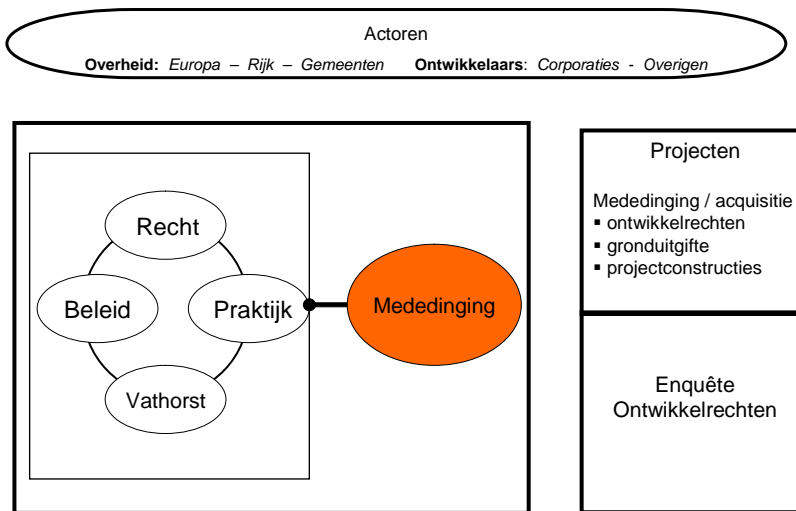 Actoren
Overheid: Europa – Rijk – Gemeenten Ontwikkelaars: Corporaties - Overigen
Recht
Beleid
Praktijk
Vathorst
Mededinging
Projecten
Mededinging / acquisitie
▪ ontwikkelrechten
▪ gronduitgifte
▪ projectconstructies
Enquête
Ontwikkelrechten